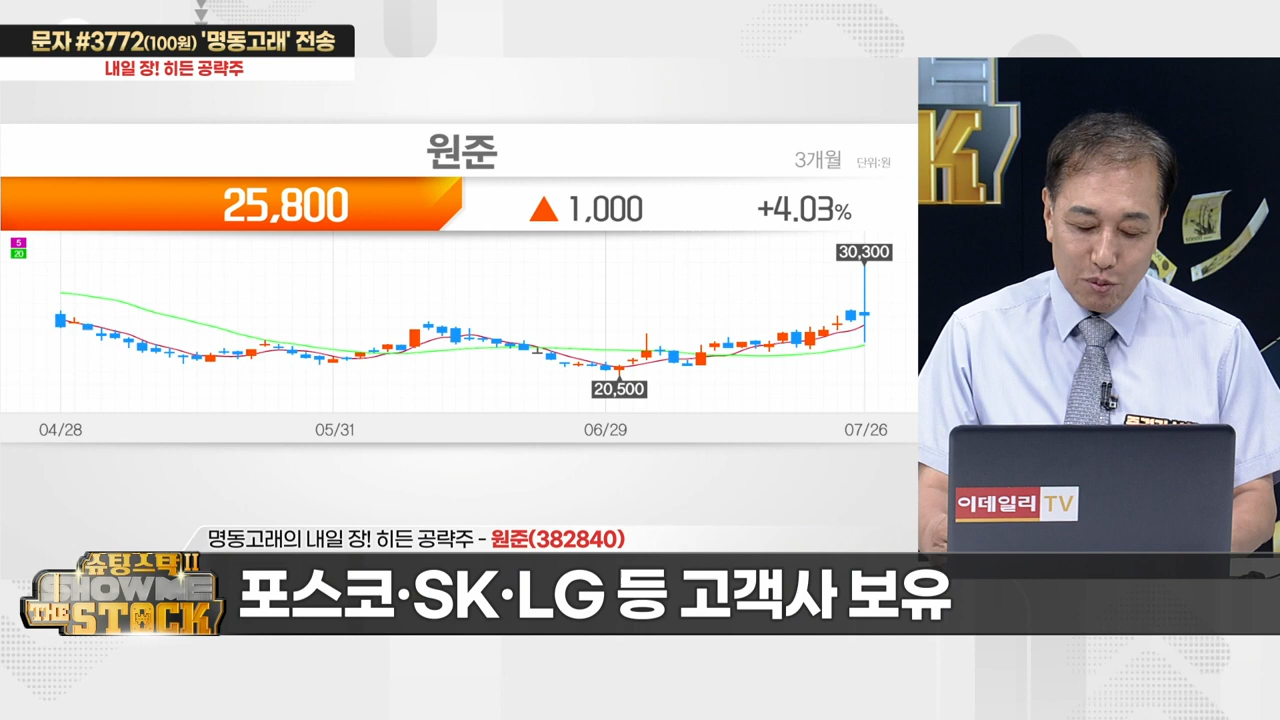 문자 #3772(100원) '명동고래' 전송
내일 장! 히든 공략주
원준
3개월 단위:원
25,800 ▲ 1,000 +4.03%
5
20
30,300
20,500
04/28 05/31 06/29 07/26
이데일리 TV
명동고래의 내일 장! 히든 공략주 - 원준(382840)
슈팅스탁II
SHOW ME
THE STOCK
포스코·SK·LG 등 고객사 보유